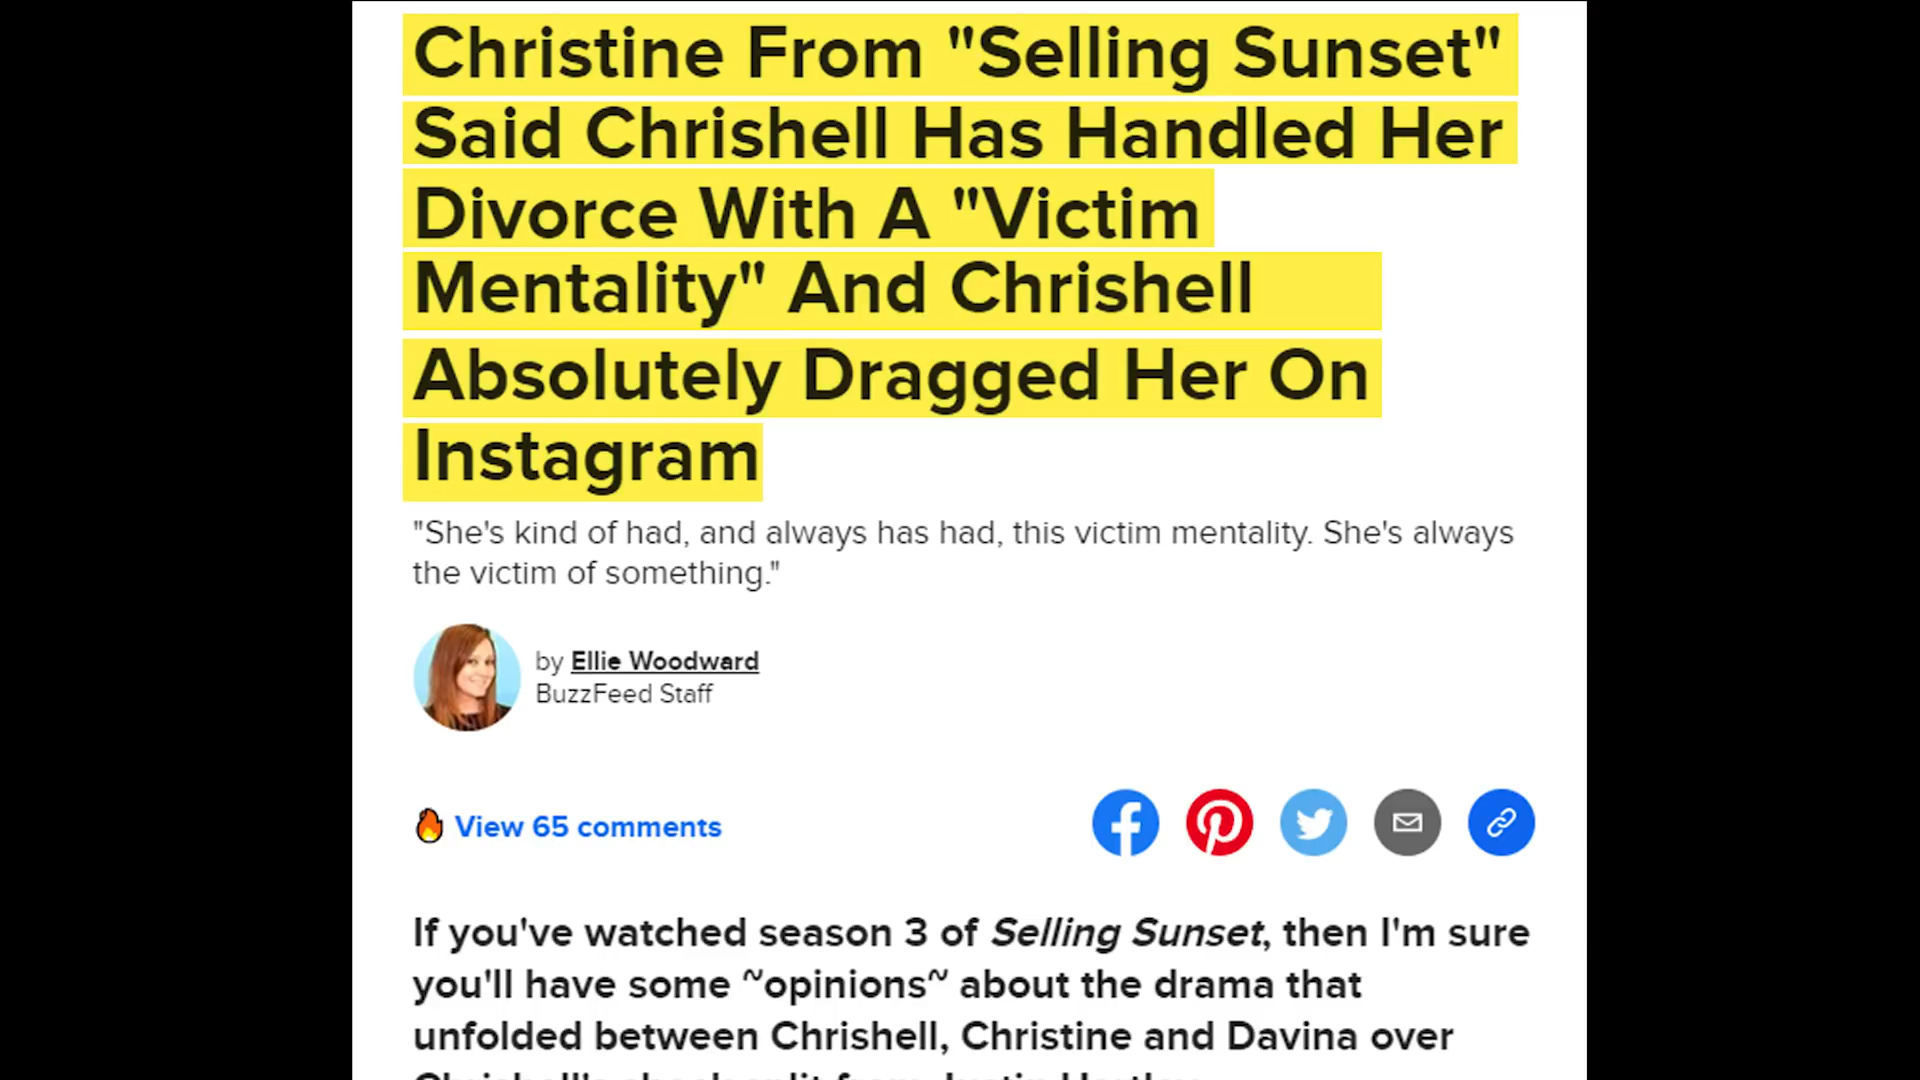 Christine From "Selling Sunset"
Said Chrishell Has Handled Her
Divorce With A "Victim
Mentality" And Chrishell
Absolutely Dragged Her On
Instagram
"She's kind of had, and always has had, this victim mentality. She's always
the victim of something."
by Ellie Woodward
BuzzFeed Staff
View 65 comments
If you've watched season 3 of Selling Sunset, then I'm sure
you'll have some ~opinions~ about the drama that
unfolded between Chrishell, Christine and Davina over